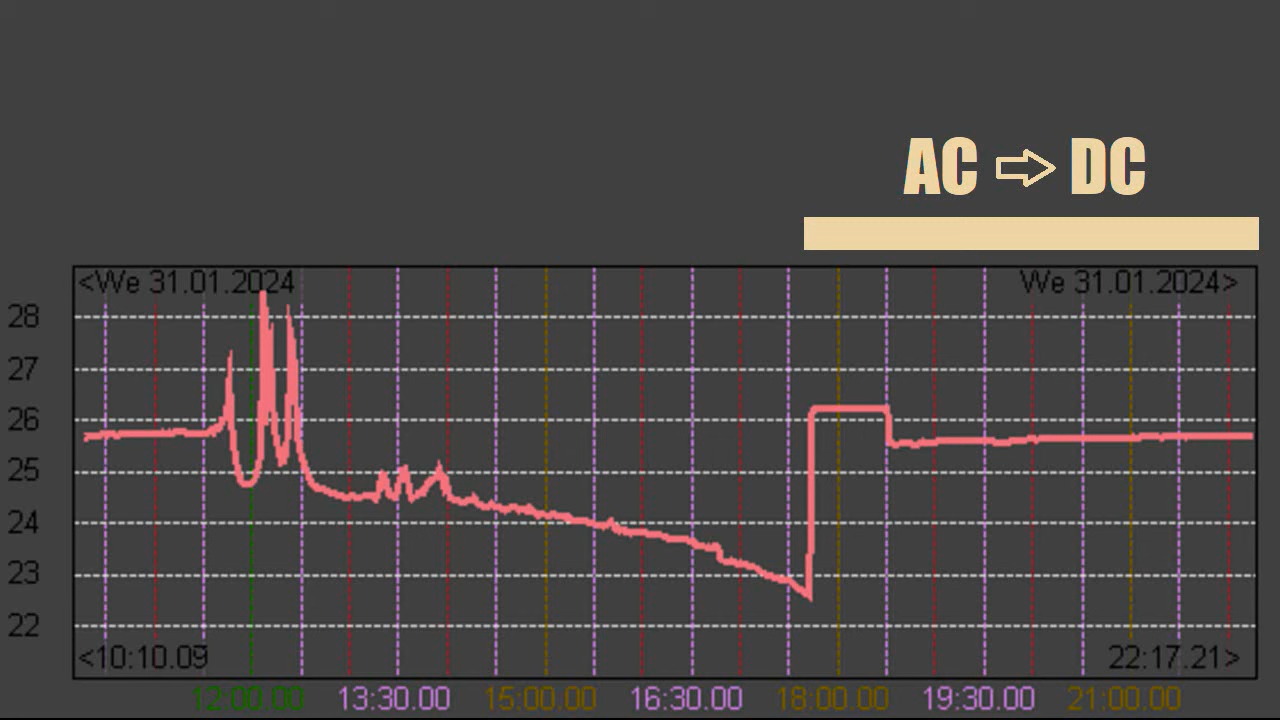 AC ⇨ DC
<We 31.01.2024
We 31.01.2024>
28
27
26
25
24
23
22
<10:10.09
22:17.21>
12:00.00 13:30.00 15:00.00 16:30.00 18:00.00 19:30.00 21:00.00